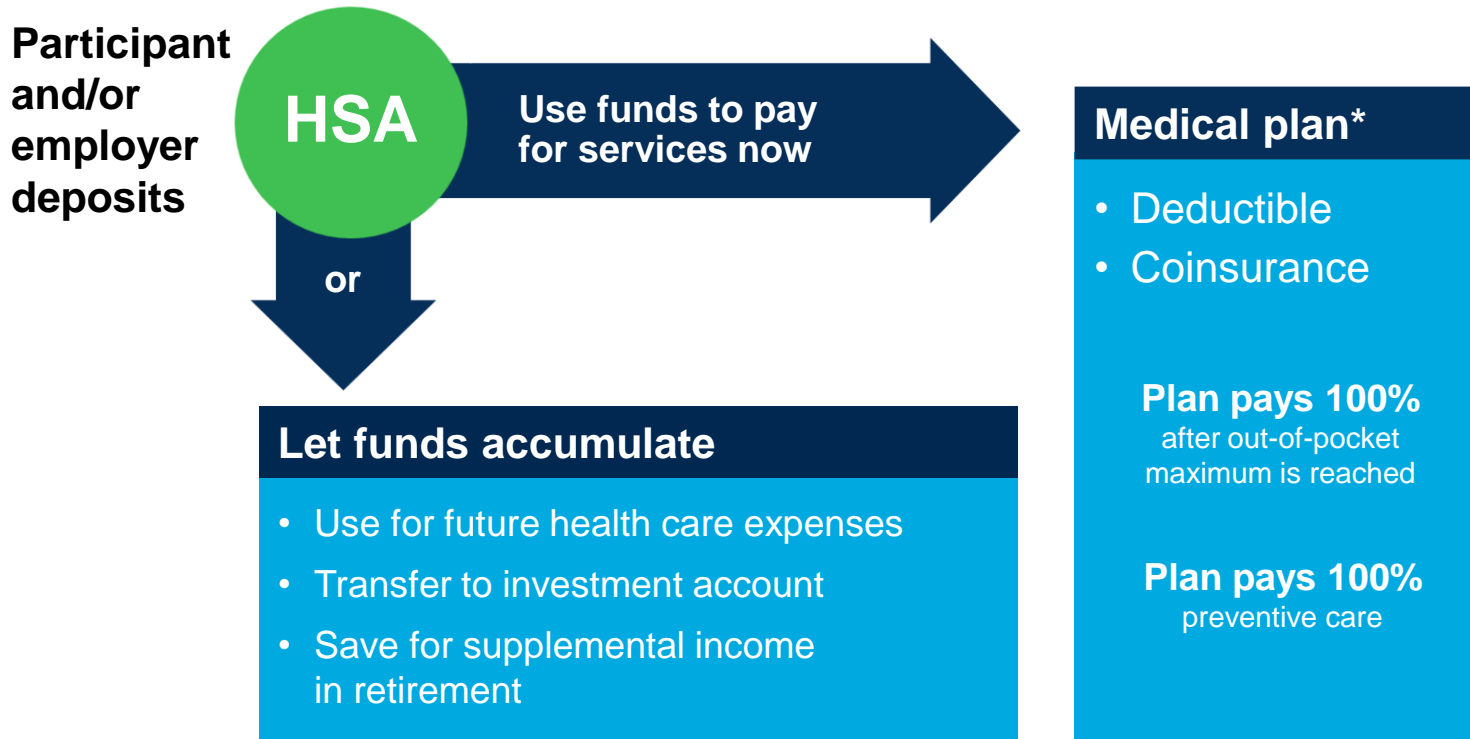 Participant
and/or
employer
deposits
HSA
Use funds to pay
for services now
or
Let funds accumulate
• Use for future health care expenses
• Transfer to investment account
• Save for supplemental income
in retirement
Medical plan*
• Deductible
• Coinsurance
Plan pays 100%
after out-of-pocket
maximum is reached
Plan pays 100%
preventive care